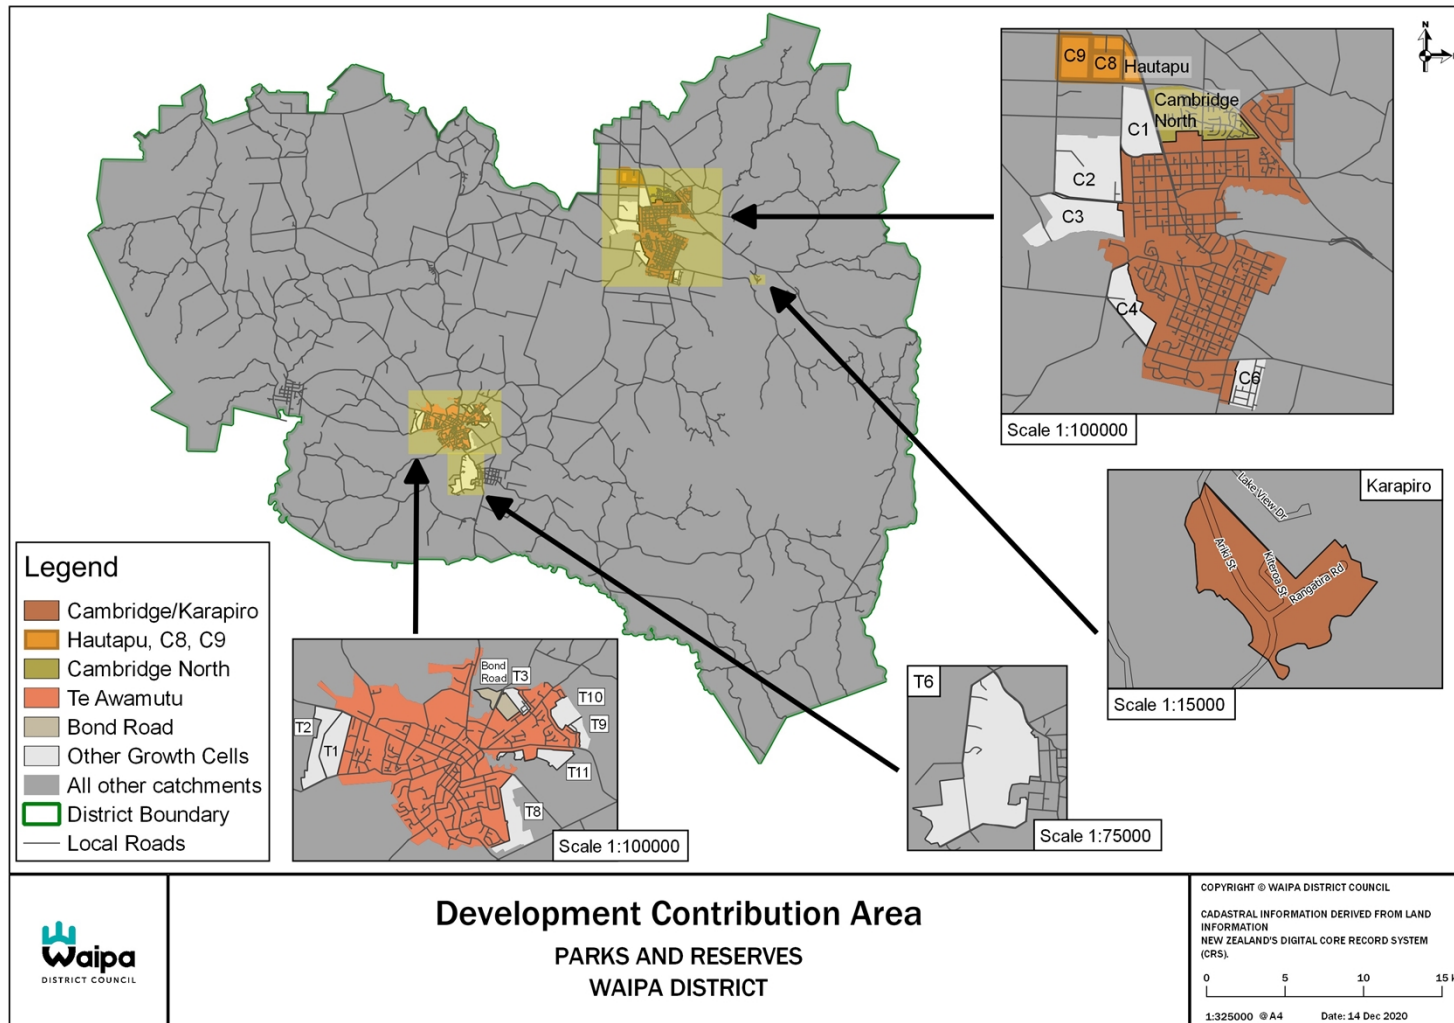 N
C9
C8
Hautapu
Cambridge
North
C1
C2
C3
C4
C6
Scale 1:100000
Karapiro
Lake View Dr
Ariki St
Kiteroa St
Rangatira Rd
Scale 1:15000
Legend
Cambridge/Karapiro
Hautapu, C8, C9
Cambridge North
Te Awamutu
Bond Road
Other Growth Cells
All other catchments
District Boundary
Local Roads
Bond
Road
T3
T10
T9
T2
T1
T11
T8
Scale 1:100000
T6
Scale 1:75000
Waipa
DISTRICT COUNCIL
Development Contribution Area
PARKS AND RESERVES
WAIPA DISTRICT
COPYRIGHT © WAIPA DISTRICT COUNCIL
CADASTRAL INFORMATION DERIVED FROM LAND
INFORMATION
NEW ZEALAND'S DIGITAL CORE RECORD SYSTEM
(CRS).
0 5 10 15
1:325000 @ A4 Date: 14 Dec 2020